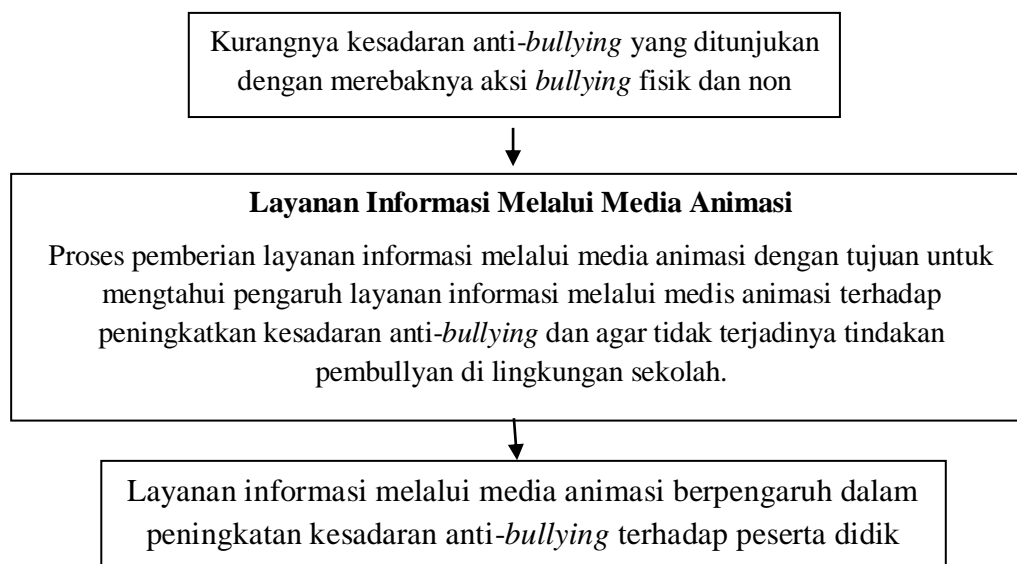 Kurangnya kesadaran anti-bullying yang ditunjukan
dengan merebaknya aksi bullying fisik dan non
Layanan Informasi Melalui Media Animasi
Proses pemberian layanan informasi melalui media animasi dengan tujuan untuk
mengtahui pengaruh layanan informasi melalui medis animasi terhadap
peningkatkan kesadaran anti-bullying dan agar tidak terjadinya tindakan
pembullyan di lingkungan sekolah.
Layanan informasi melalui media animasi berpengaruh dalam
peningkatan kesadaran anti-bullying terhadap peserta didik